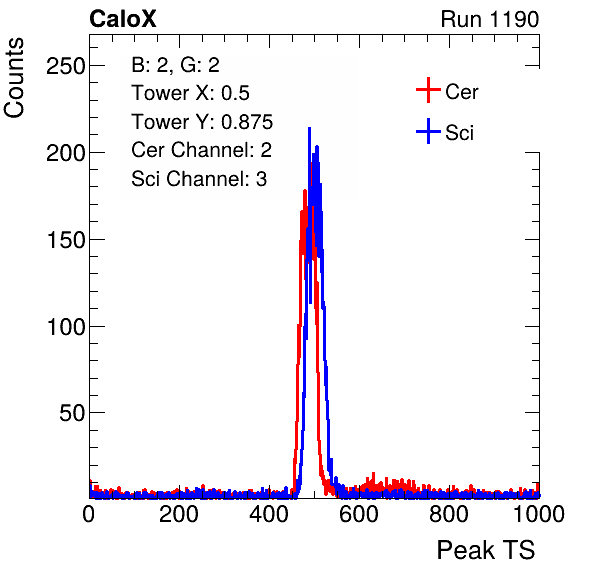 CaloX Run 1190
Counts
250
200
150
100
50
B: 2, G: 2
Tower X: 0.5
Tower Y: 0.875
Cer Channel: 2
Sci Channel: 3
Cer
Sci
0 200 400 600 800 1000
Peak TS